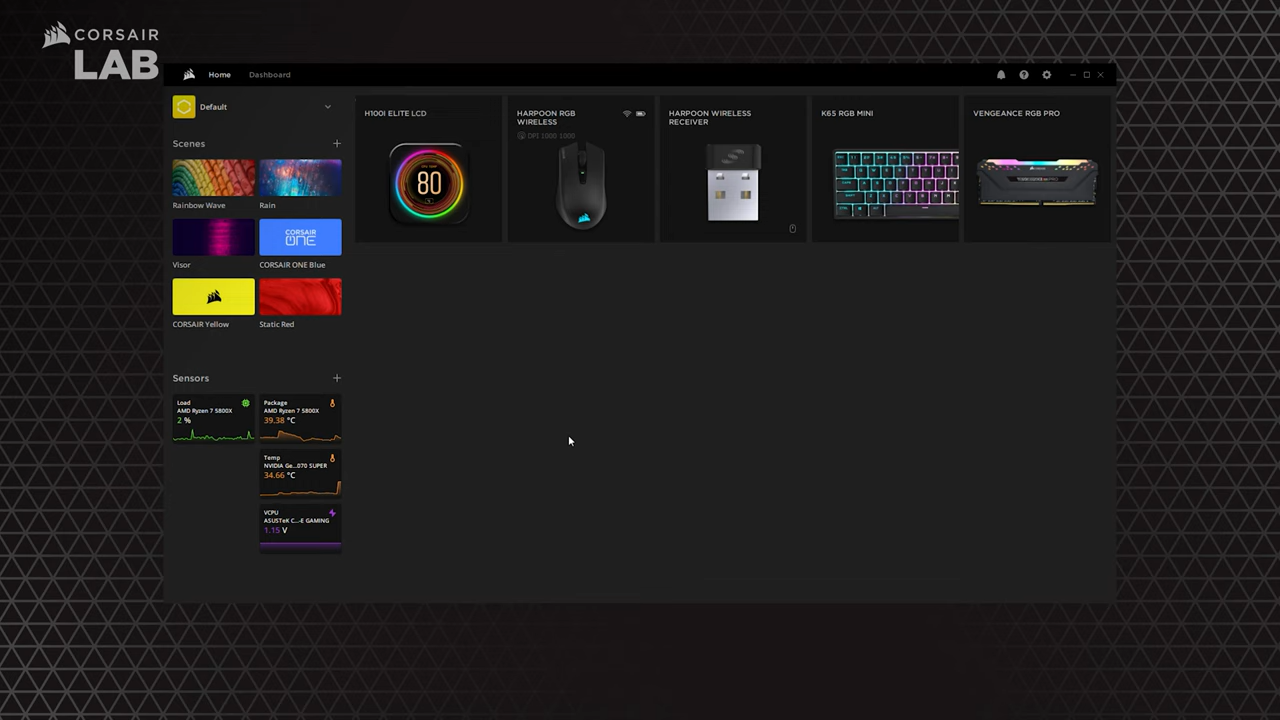 CORSAIR
LAB
Home
Dashboard
Default
Scenes
Rainbow Wave
Rain
CORSAIR
ONE
Visor
CORSAIR ONE Blue
CORSAIR Yellow
Static Red
Sensors
Load
AMD Ryzen 7 5800X
2 %
Package
AMD Ryzen 7 5800X
39.38 °C
Temp
NVIDIA Ge...070 SUPER
34.66 °C
VCPU
ASUSTeK C...-E GAMING
1.15 V
H100I ELITE LCD
80
HARPOON RGB
WIRELESS
DPI 1000 1000
HARPOON WIRELESS
RECEIVER
K65 RGB MINI
VENGEANCE RGB PRO